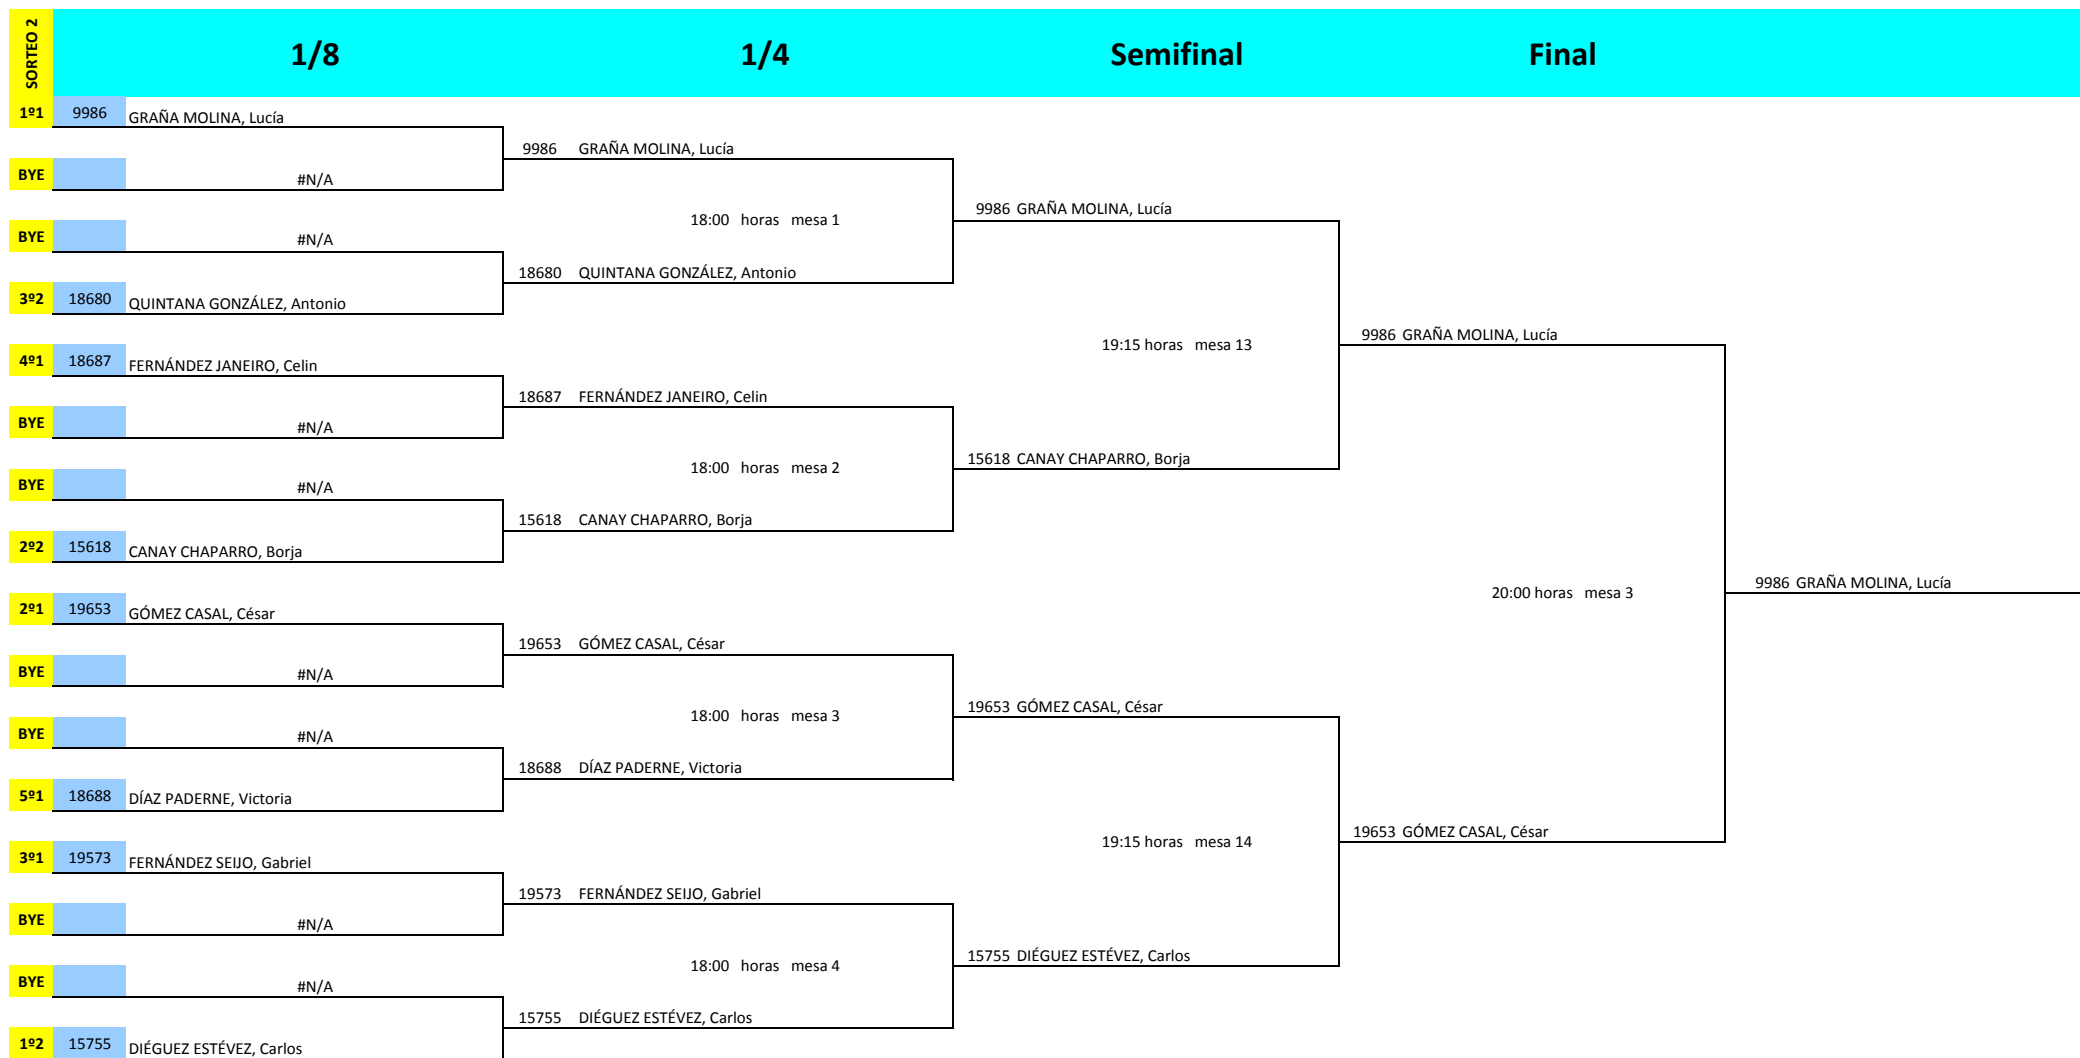 SORTEO 2
1/8 1/4 Semifinal Final
1º1 9986 GRAÑA MOLINA, Lucía
9986 GRAÑA MOLINA, Lucía
BYE #N/A
9986 GRAÑA MOLINA, Lucía
18:00 horas mesa 1
BYE #N/A
18680 QUINTANA GONZÁLEZ, Antonio
3º2 18680 QUINTANA GONZÁLEZ, Antonio
9986 GRAÑA MOLINA, Lucía
19:15 horas mesa 13
4º1 18687 FERNÁNDEZ JANEIRO, Celin
18687 FERNÁNDEZ JANEIRO, Celin
BYE #N/A
15618 CANAY CHAPARRO, Borja
18:00 horas mesa 2
BYE #N/A
15618 CANAY CHAPARRO, Borja
2º2 15618 CANAY CHAPARRO, Borja
9986 GRAÑA MOLINA, Lucía
20:00 horas mesa 3
2º1 19653 GÓMEZ CASAL, César
19653 GÓMEZ CASAL, César
BYE #N/A
19653 GÓMEZ CASAL, César
18:00 horas mesa 3
BYE #N/A
18688 DÍAZ PADERNE, Victoria
5º1 18688 DÍAZ PADERNE, Victoria
19653 GÓMEZ CASAL, César
19:15 horas mesa 14
3º1 19573 FERNÁNDEZ SEIJO, Gabriel
19573 FERNÁNDEZ SEIJO, Gabriel
BYE #N/A
15755 DIÉGUEZ ESTÉVEZ, Carlos
18:00 horas mesa 4
BYE #N/A
15755 DIÉGUEZ ESTÉVEZ, Carlos
1º2 15755 DIÉGUEZ ESTÉVEZ, Carlos